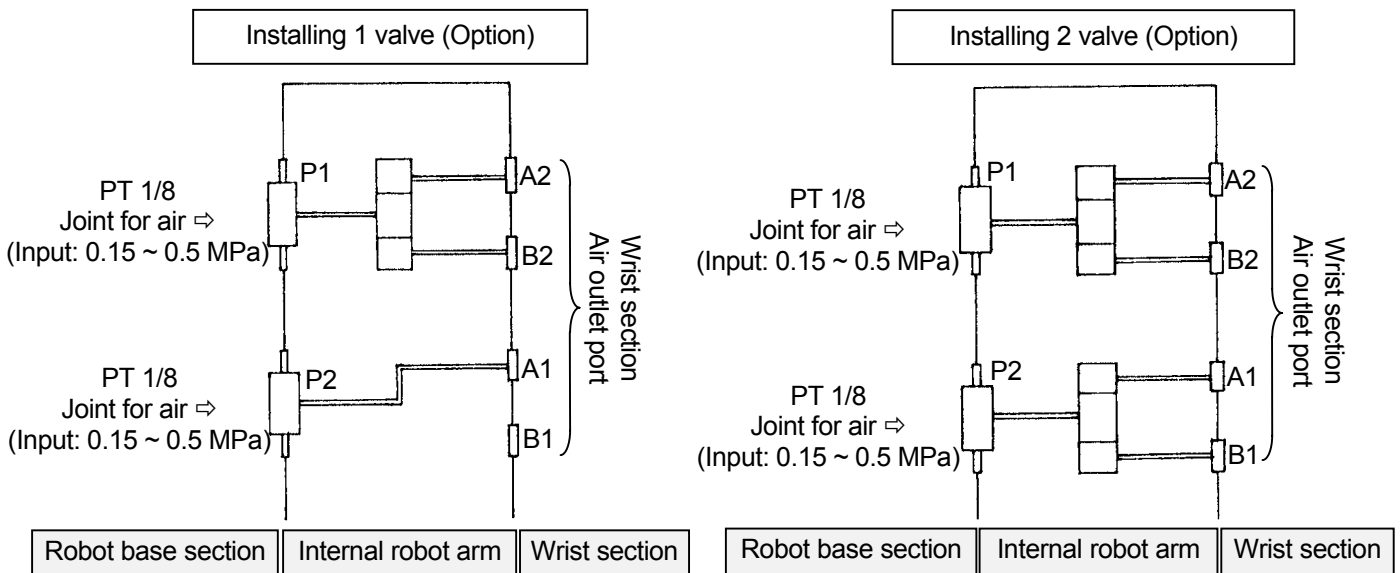 Installing 1 valve (Option)
P1
PT 1/8
Joint for air ⇨
(Input: 0.15 ~ 0.5 MPa)
A2
B2
P2
PT 1/8
Joint for air ⇨
(Input: 0.15 ~ 0.5 MPa)
A1
B1
Wrist section
Air outlet port
Robot base section
Internal robot arm
Wrist section
Installing 2 valve (Option)
P1
PT 1/8
Joint for air ⇨
(Input: 0.15 ~ 0.5 MPa)
A2
B2
P2
PT 1/8
Joint for air ⇨
(Input: 0.15 ~ 0.5 MPa)
A1
B1
Wrist section
Air outlet port
Robot base section
Internal robot arm
Wrist section